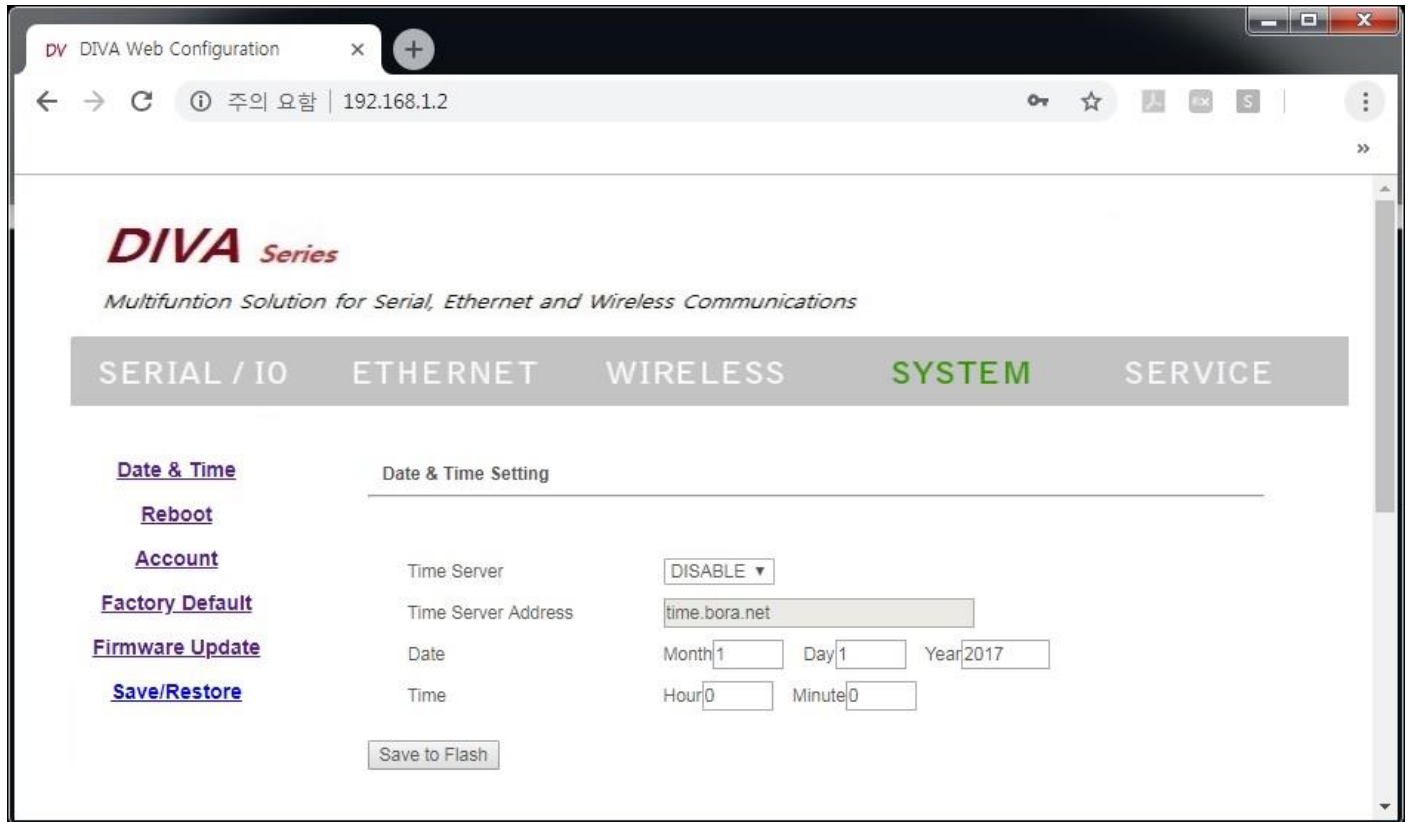 DV DIVA Web Configuration
주의 요함 | 192.168.1.2
DIVA Series
Multifuntion Solution for Serial, Ethernet and Wireless Communications
SERIAL / IO ETHERNET WIRELESS SYSTEM SERVICE
Date & Time
Reboot
Account
Factory Default
Firmware Update
Save/Restore
Date & Time Setting
Time Server DISABLE
Time Server Address time.bora.net
Date Month 1 Day 1 Year 2017
Time Hour 0 Minute 0
Save to Flash